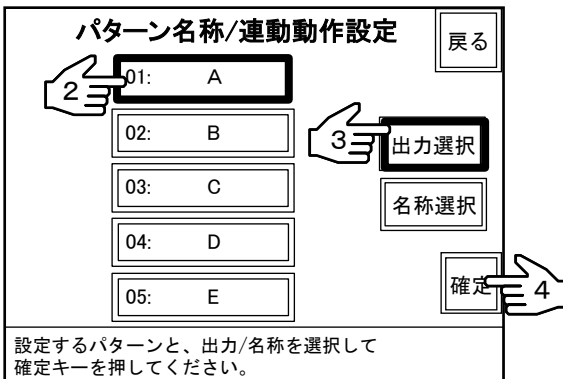 パターン名称/連動動作設定
戻る
2
01: A
02: B
3
出力選択
03: C
名称選択
04: D
確定
4
05: E
設定するパターンと、出力/名称を選択して
確定キーを押してください。